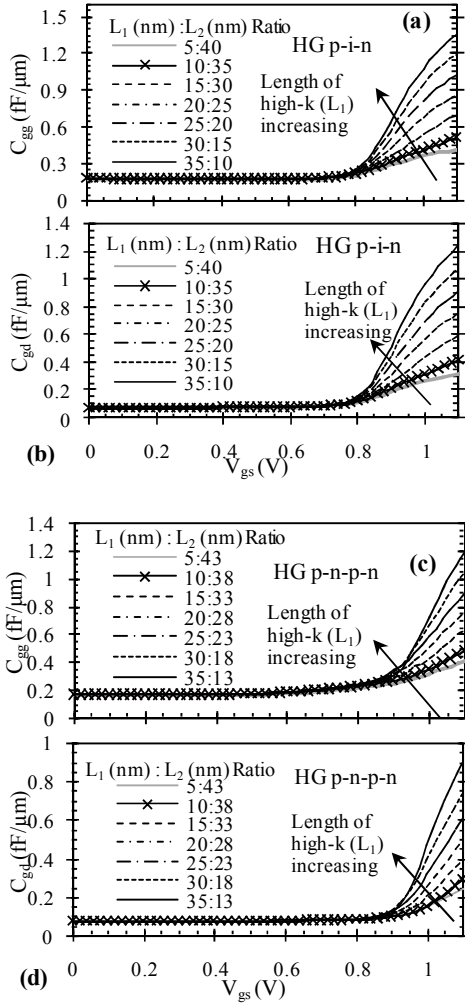 (a)
C_gg (fF/μm)
1.5
1.2
0.9
0.6
0.3
0
L₁ (nm) :L₂ (nm) Ratio
5:40
10:35
15:30
20:25
25:20
30:15
35:10
HG p-i-n
Length of
high-k (L₁)
increasing
C_gd (fF/μm)
1.4
1.2
1
0.8
0.6
0.4
0.2
0
L₁ (nm) : L₂ (nm) Ratio
5:40
10:35
15:30
20:25
25:20
30:15
35:10
HG p-i-n
Length of
high-k (L₁)
increasing
(b)
0 0.2 0.4 0.6 0.8 1
V_gs (V)
C_gg (fF/μm)
1.4
1.2
1
0.8
0.6
0.4
0.2
0
L₁ (nm) : L₂ (nm) Ratio
5:43
10:38
15:33
20:28
25:23
30:18
35:13
(c)
HG p-n-p-n
Length of
high-k (L₁)
increasing
C_gd (fF/μm)
1
0.8
0.6
0.4
0.2
0
L₁ (nm) : L₂ (nm) Ratio
5:43
10:38
15:33
20:28
25:23
30:18
35:13
HG p-n-p-n
Length of
high-k (L₁)
increasing
(d)
0 0.2 0.4 0.6 0.8 1
V_gs (V)